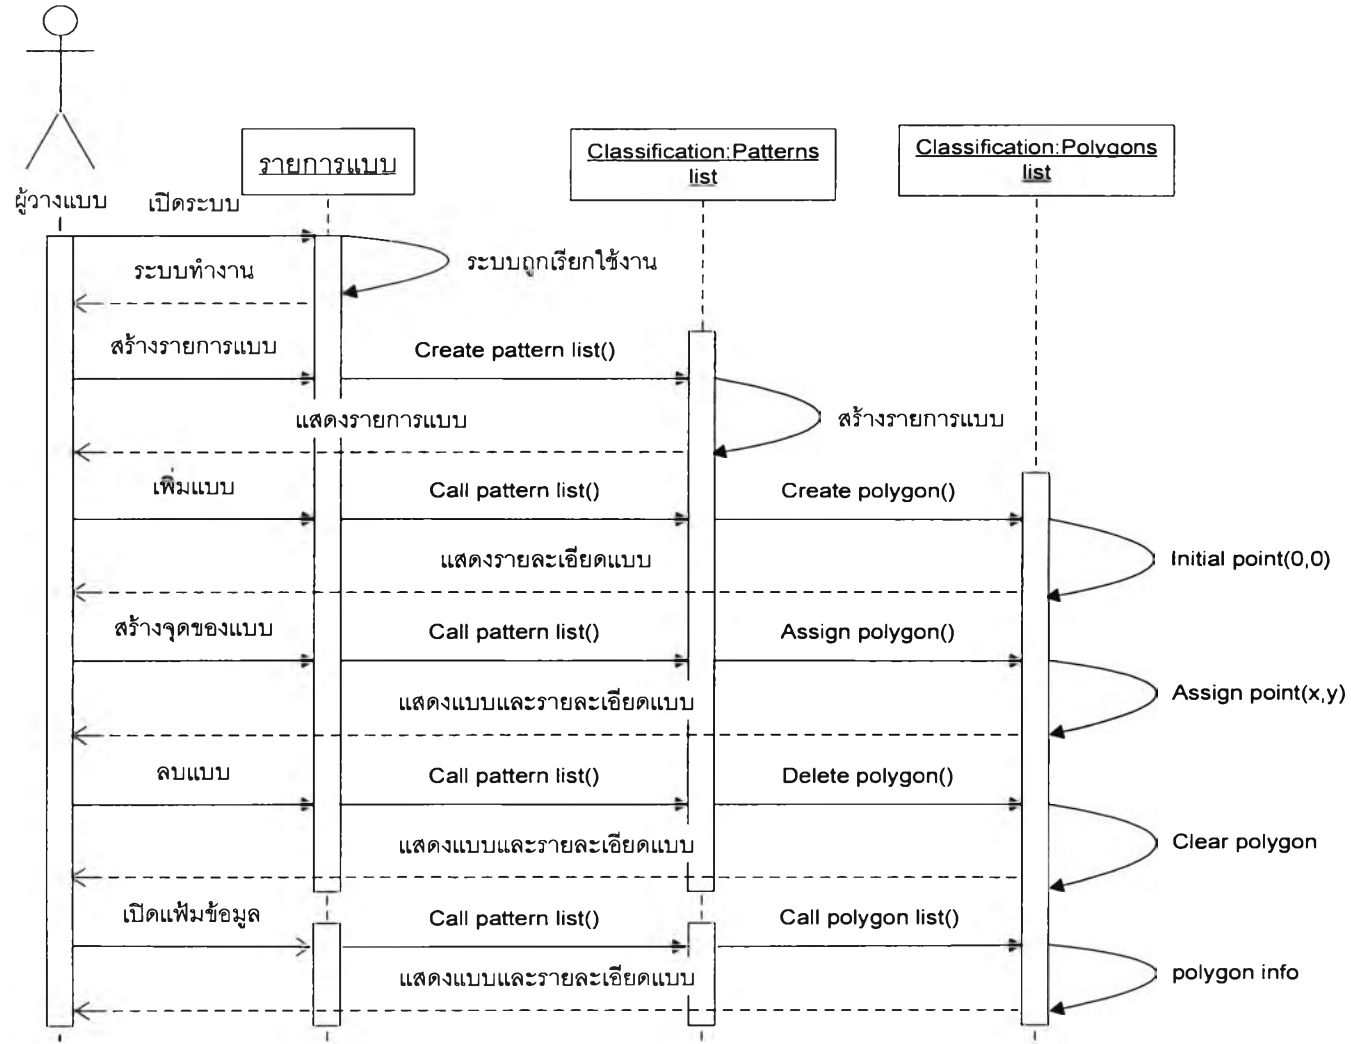 ผู้วางแบบ
รายการแบบ
Classification:Patterns
list
Classification:Polygons
list
เปิดระบบ
ระบบถูกเรียกใช้งาน
ระบบทำงาน
สร้างรายการแบบ
Create pattern list()
แสดงรายการแบบ
สร้างรายการแบบ
เพิ่มแบบ
Call pattern list()
Create polygon()
แสดงรายละเอียดแบบ
Initial point(0,0)
สร้างจุดของแบบ
Call pattern list()
Assign polygon()
แสดงแบบและรายละเอียดแบบ
Assign point(x,y)
ลบแบบ
Call pattern list()
Delete polygon()
แสดงแบบและรายละเอียดแบบ
Clear polygon
เปิดแฟ้มข้อมูล
Call pattern list()
Call polygon list()
แสดงแบบและรายละเอียดแบบ
polygon info